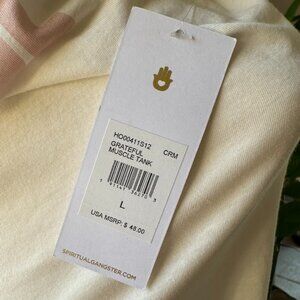 HO00411S12 CRM
GRATEFUL
MUSCLE TANK
L
USA MSRP: $ 48.00
SPIRITUALGANGSTER.COM